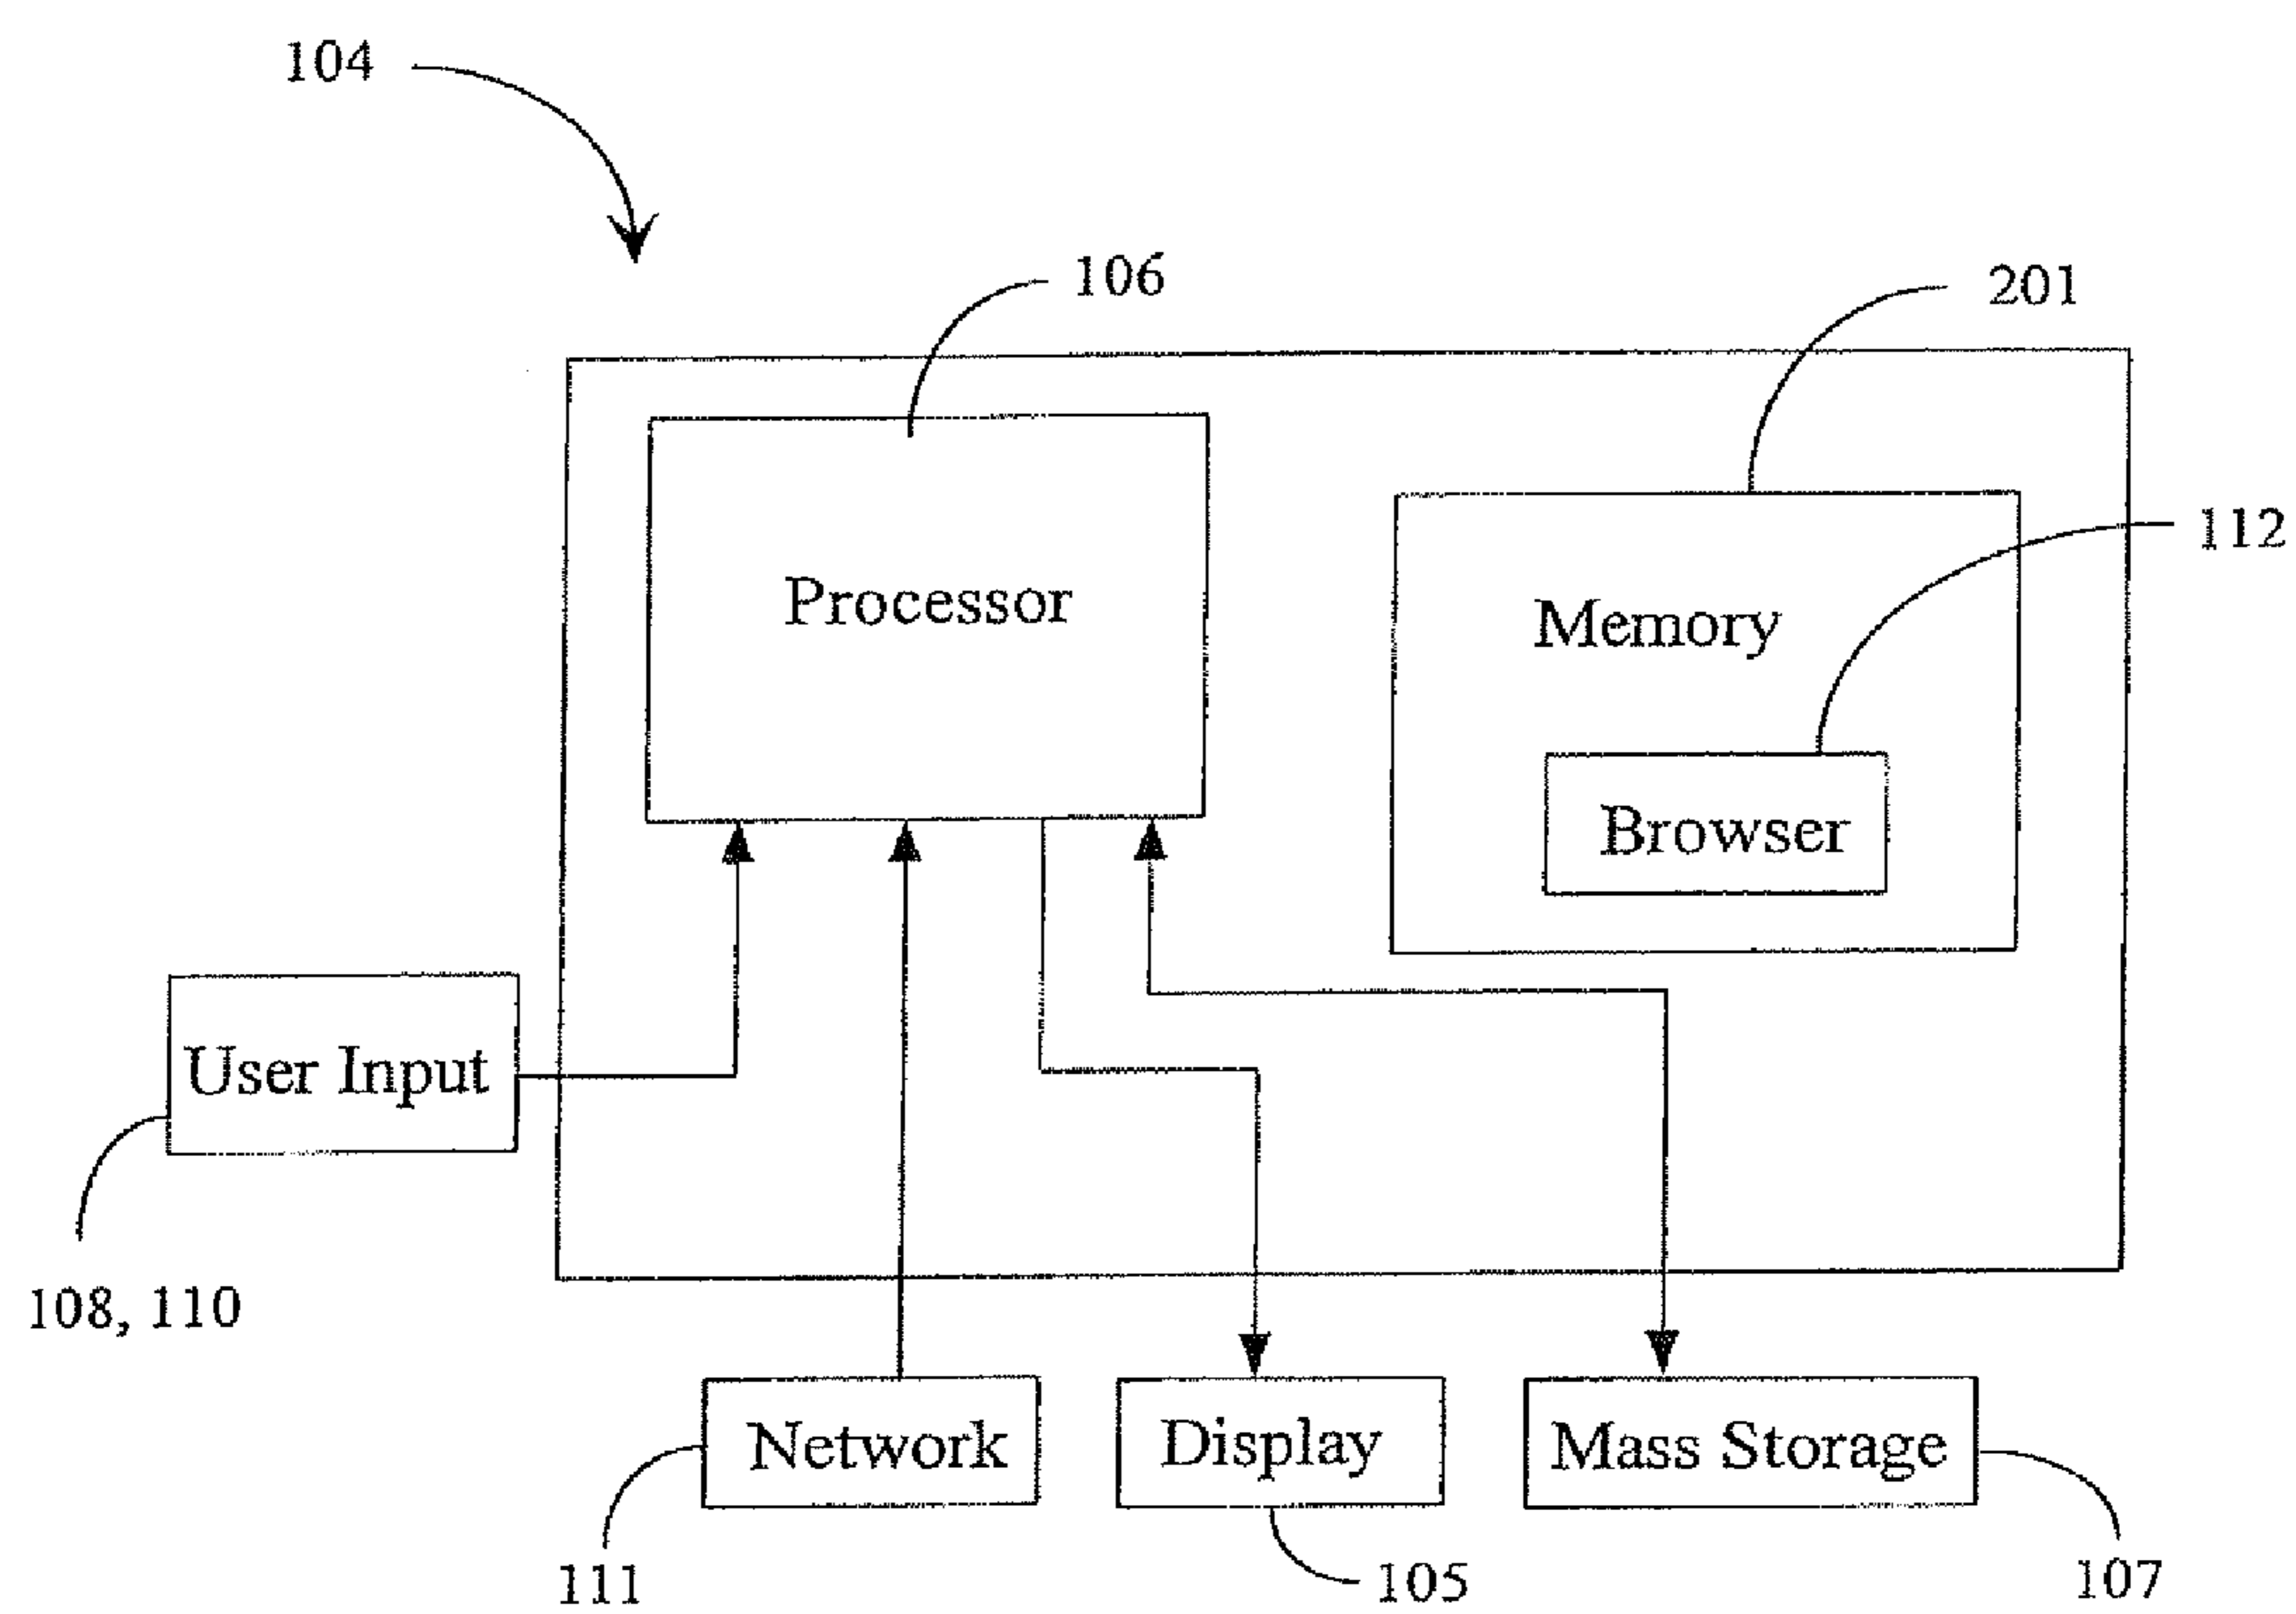 104
106
201
112
Processor
Memory
Browser
User Input
108, 110
Network
Display
Mass Storage
111
105
107